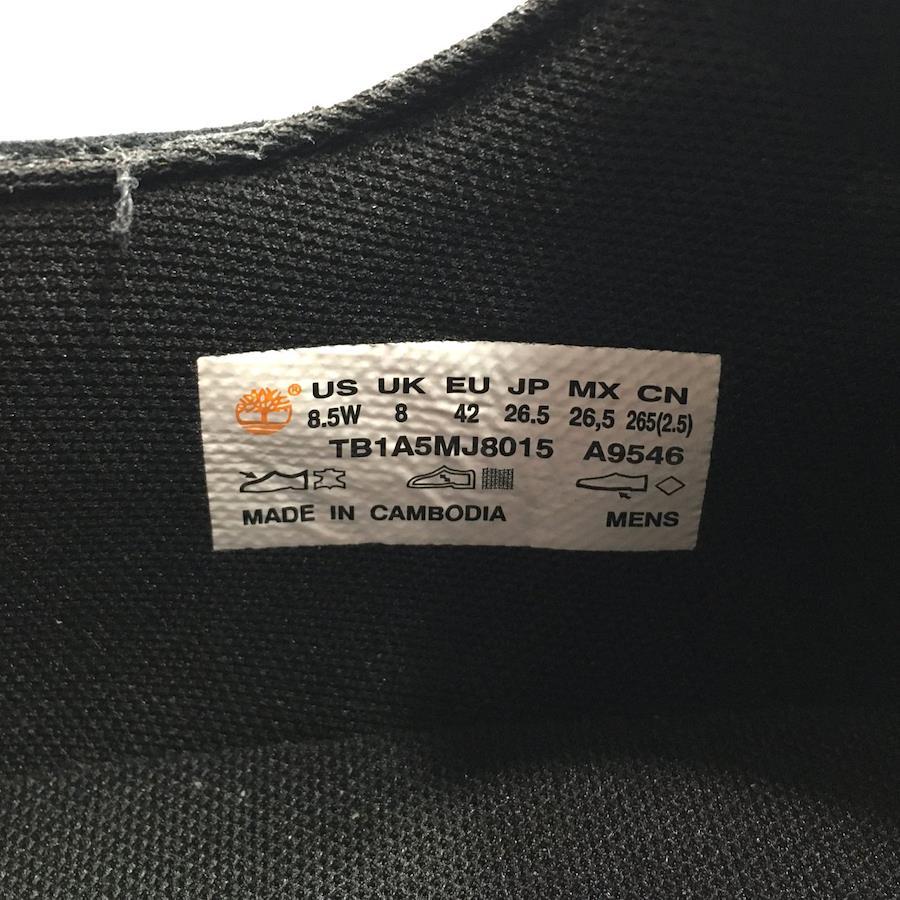 ® US UK EU JP MX CN
8.5W 8 42 26.5 26,5 265(2.5)
TB1A5MJ8015 A9546
MADE IN CAMBODIA MENS